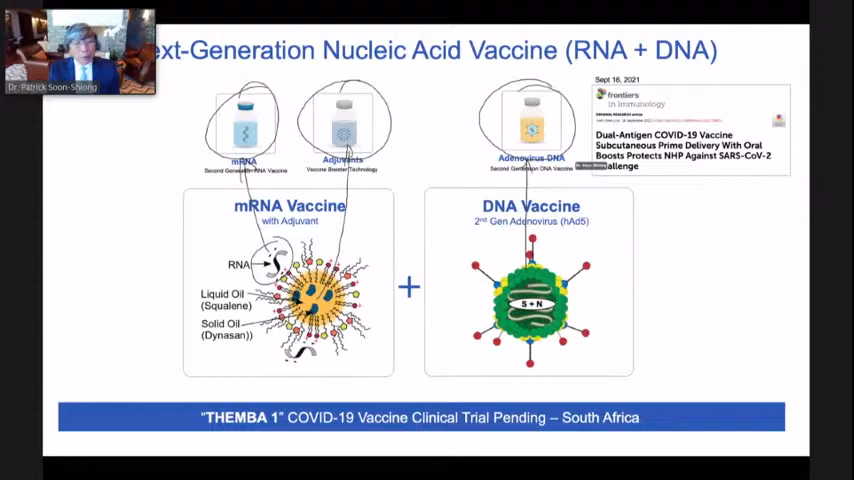 Dr. Patrick Soon-Shiong
ext-Generation Nucleic Acid Vaccine (RNA + DNA)
Sept 16, 2021
frontiers
in Immunology
mRNA
Second Generation RNA Vaccine
Adjuvants
Vaccine Booster Technology
Adenovirus DNA
Second Generation DNA Vaccine
Dual-Antigen COVID-19 Vaccine
Subcutaneous Prime Delivery With Oral
Boosts Protects NHP Against SARS-CoV-2
hallenge
mRNA Vaccine
with Adjuvant
RNA
Liquid Oil
(Squalene)
Solid Oil
(Dynasan))
+
DNA Vaccine
2nd Gen Adenovirus (hAd5)
S + N
"THEMBA 1" COVID-19 Vaccine Clinical Trial Pending – South Africa